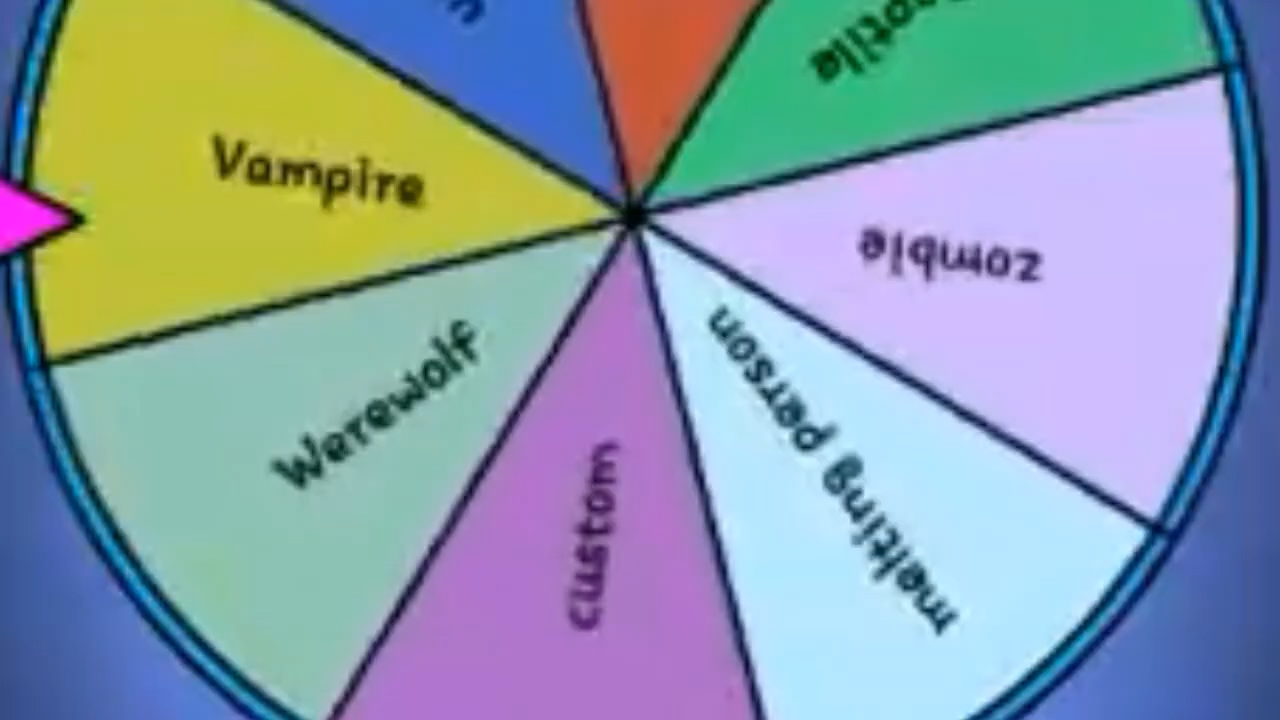 Vampire
Werewolf
custom
melting person
zombie